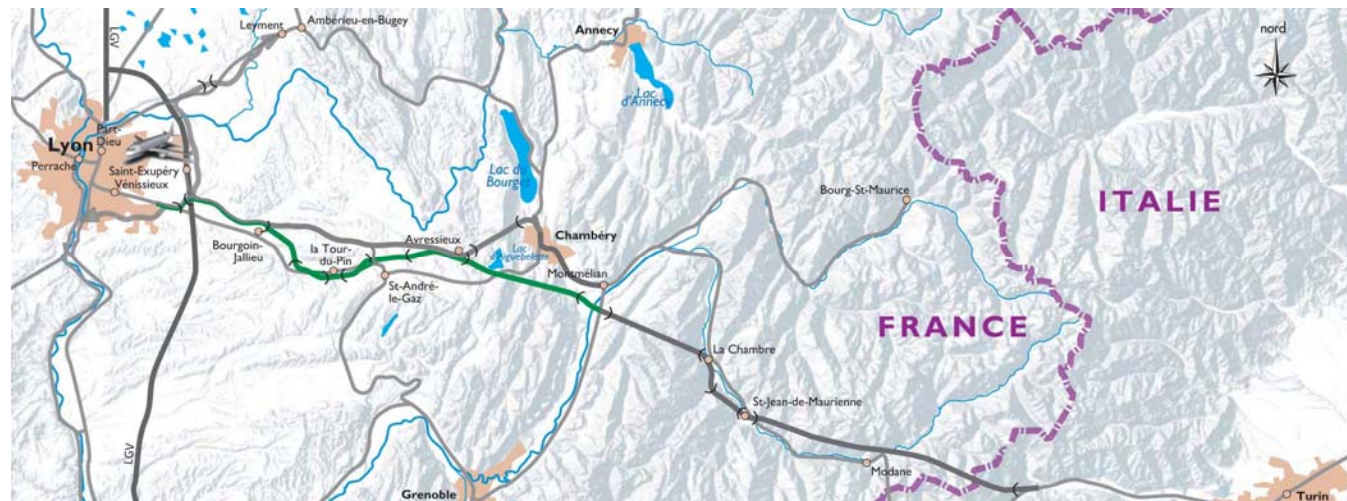 Leyment
Ambérieu-en-Bugey
LGV
Annecy
nord
Lac
d'Annecy
Part-
Dieu
Lyon
Perrache
Saint-Exupéry
Vénissieux
Lac du
Bourget
Bourg-St-Maurice
ITALIE
Bourgoin-
Jallieu
la Tour-
du-Pin
Avressieux
Lac
d'Aiguebelette
Chambéry
Montmélian
St-André-
le-Gaz
FRANCE
La Chambre
St-Jean-de-Maurienne
LGV
Modane
Grenoble
Turin